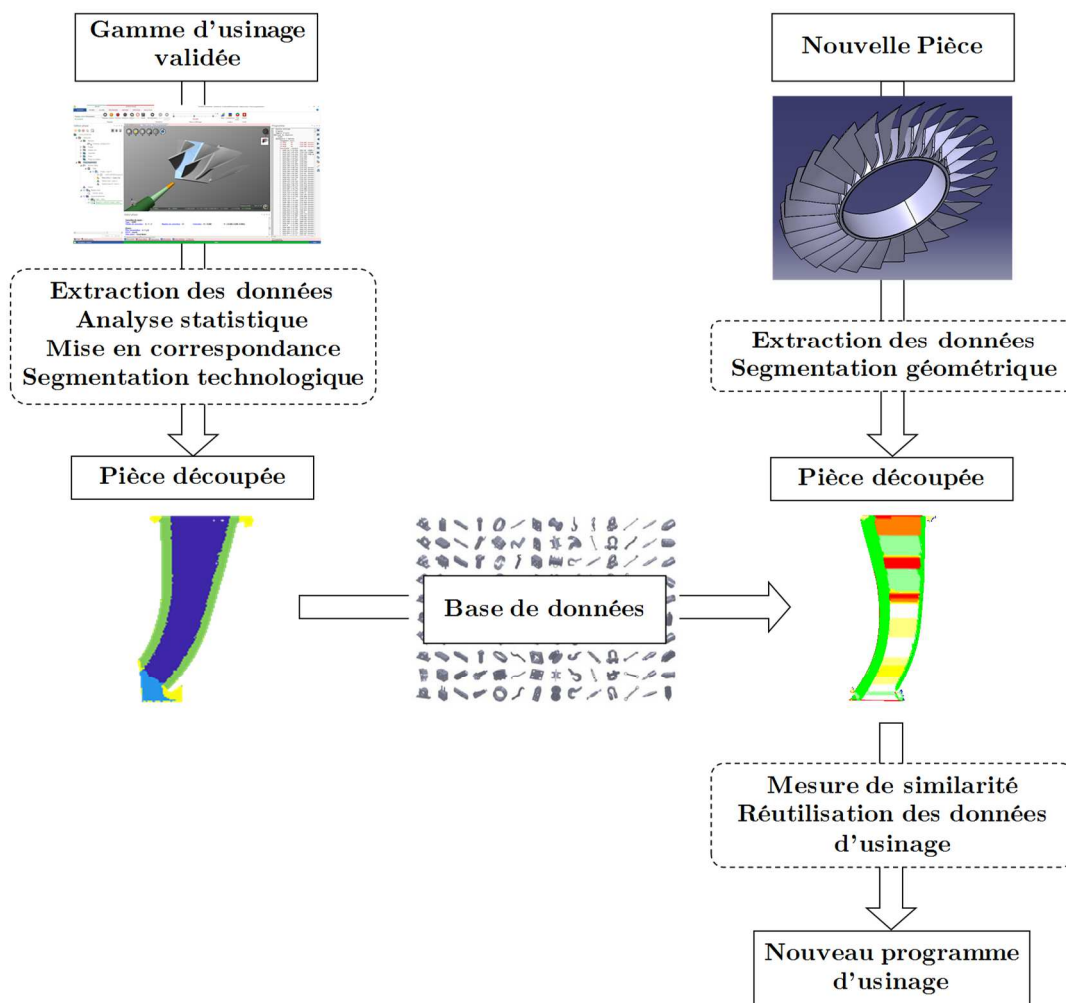 Gamme d'usinage
validée
Extraction des données
Analyse statistique
Mise en correspondance
Segmentation technologique
Pièce découpée
Base de données
Nouvelle Pièce
Extraction des données
Segmentation géométrique
Pièce découpée
Mesure de similarité
Réutilisation des données
d'usinage
Nouveau programme
d'usinage